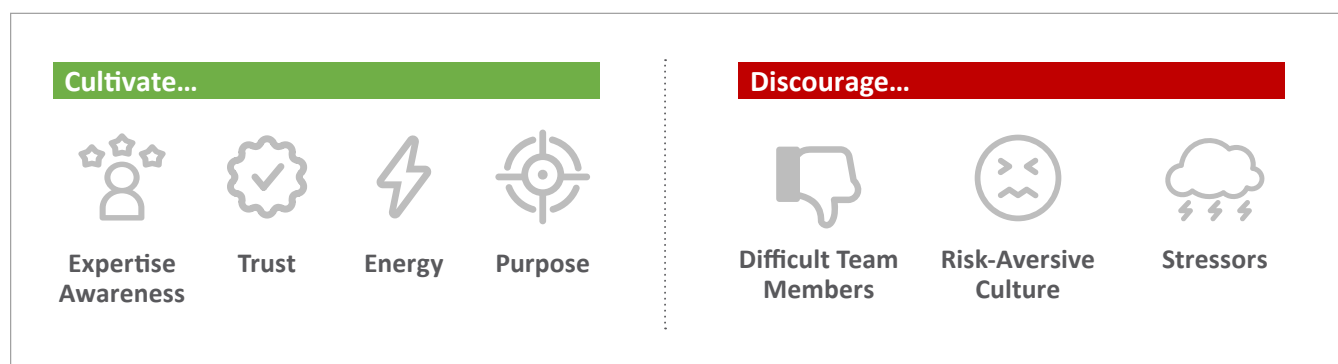 Cultivate…
Expertise
Awareness
Trust
Energy
Purpose
Discourage…
Difficult Team
Members
Risk-Aversive
Culture
Stressors